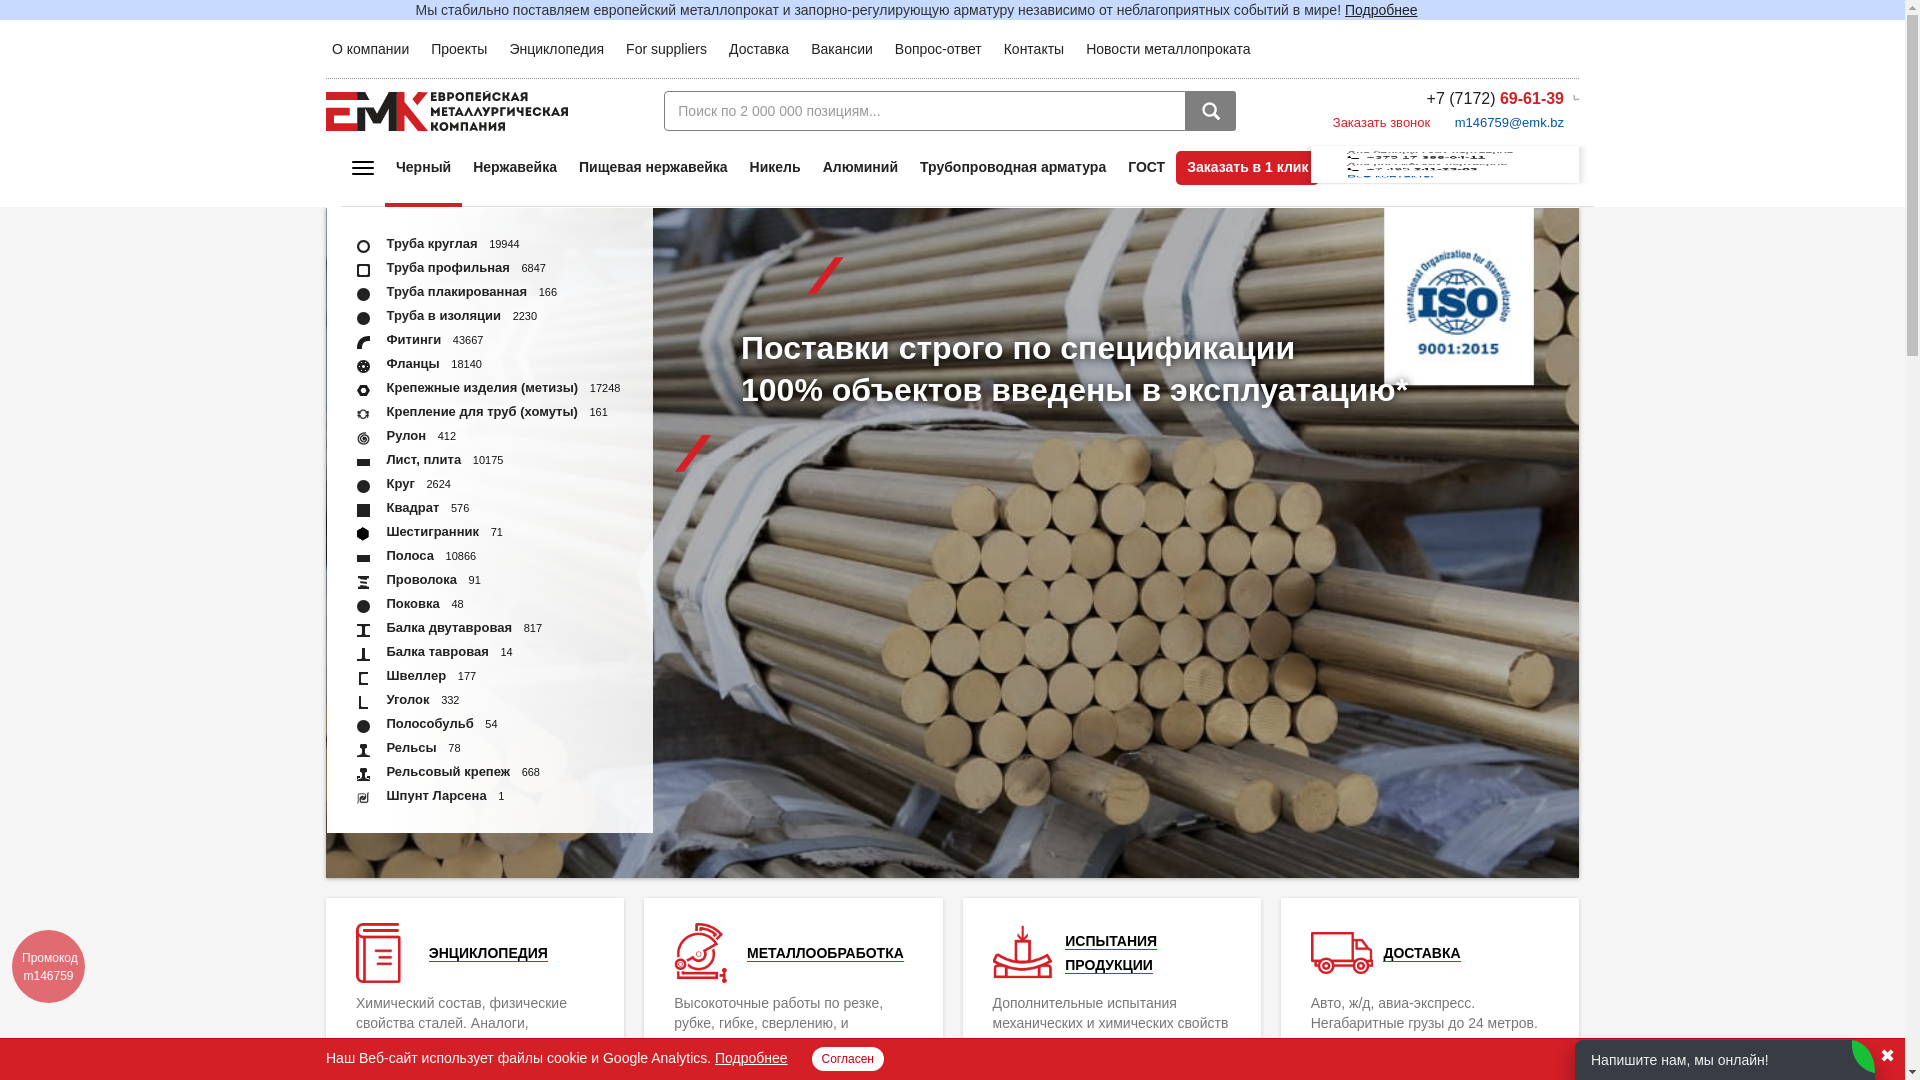 Мы стабильно поставляем европейский металлопрокат и запорно-регулирующую арматуру независимо от неблагоприятных событий в мире! Подробнее
О компании Проекты Энциклопедия For suppliers Доставка Вакансии Вопрос-ответ Контакты Новости металлопроката
ЕМК ЕВРОПЕЙСКАЯ
МЕТАЛЛУРГИЧЕСКАЯ
КОМПАНИЯ
Поиск по 2 000 000 позициям...
+7 (7172) 69-61-39
Заказать звонок m146759@emk.bz
Черный Нержавейка Пищевая нержавейка Никель Алюминий Трубопроводная арматура ГОСТ Заказать в 1 клик
Труба круглая 19944
Труба профильная 6847
Труба плакированная 166
Труба в изоляции 2230
Фитинги 43667
Фланцы 18140
Крепежные изделия (метизы) 17248
Крепление для труб (хомуты) 161
Рулон 412
Лист, плита 10175
Круг 2624
Квадрат 576
Шестигранник 71
Полоса 10866
Проволока 91
Поковка 48
Балка двутавровая 817
Балка тавровая 14
Швеллер 177
Уголок 332
Полособульб 54
Рельсы 78
Рельсовый крепеж 668
Шпунт Ларсена 1
International Organization for Standardization
ISO
9001:2015
Поставки строго по спецификации
100% объектов введены в эксплуатацию*
ЭНЦИКЛОПЕДИЯ
Химический состав, физические
свойства сталей. Аналоги,
МЕТАЛЛООБРАБОТКА
Высокоточные работы по резке,
рубке, гибке, сверлению, и
ИСПЫТАНИЯ
ПРОДУКЦИИ
Дополнительные испытания
механических и химических свойств
ДОСТАВКА
Авто, ж/д, авиа-экспресс.
Негабаритные грузы до 24 метров.
Промокод
m146759
Наш Веб-сайт использует файлы cookie и Google Analytics. Подробнее Согласен
Напишите нам, мы онлайн!